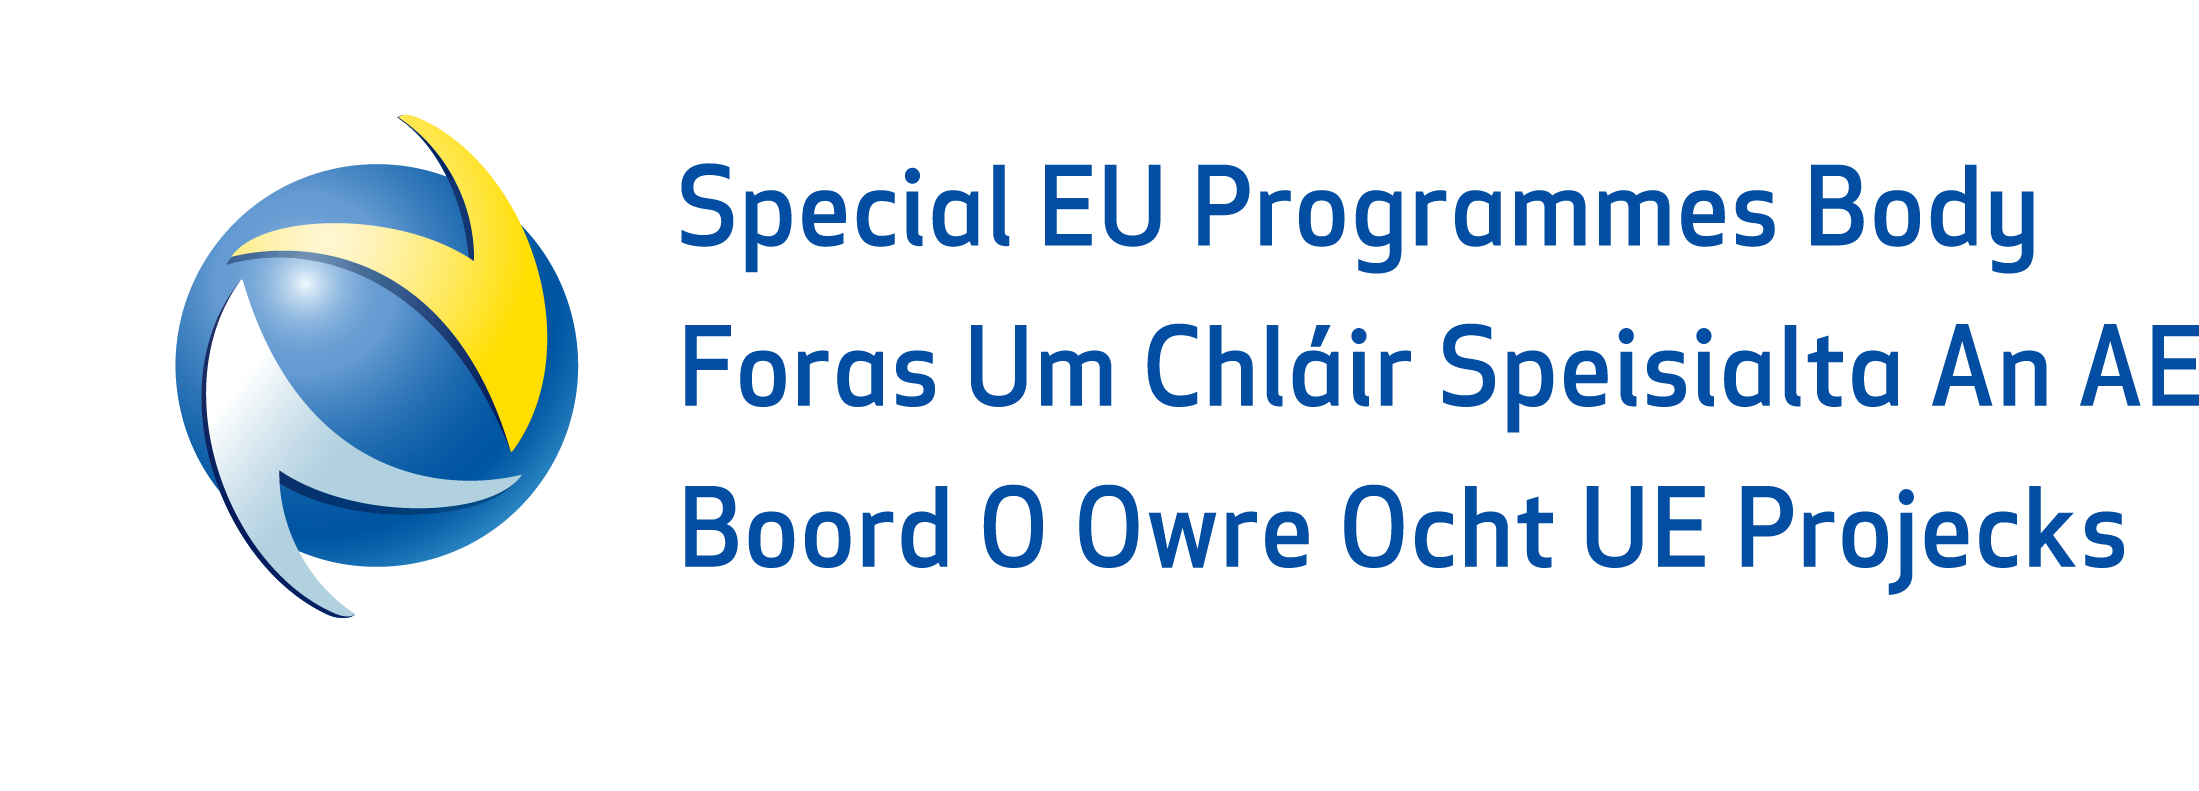 Special EU Programmes Body
Foras Um Chláir Speisialta An AE
Boord O Owre Ocht UE Projecks